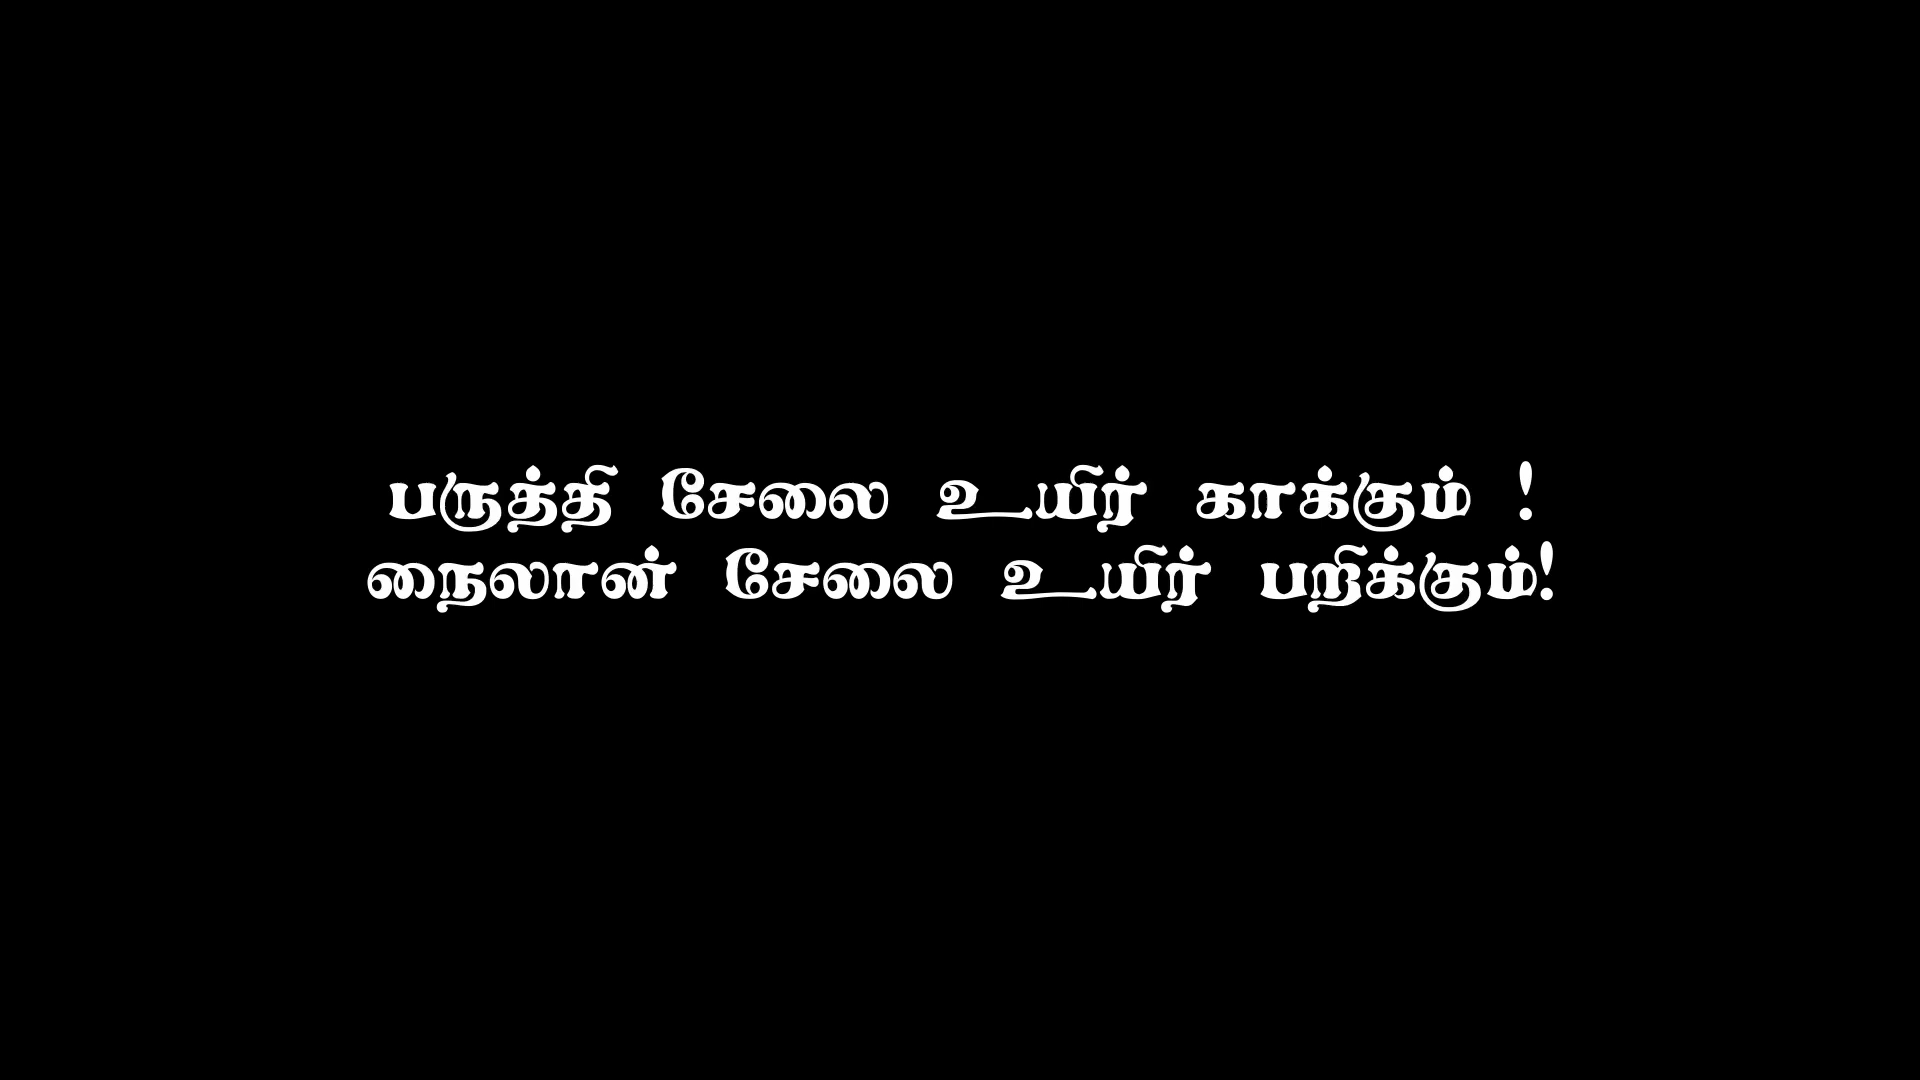 பருத்தி சேலை உயிர் காக்கும் !
நைலான் சேலை உயிர் பறிக்கும்!